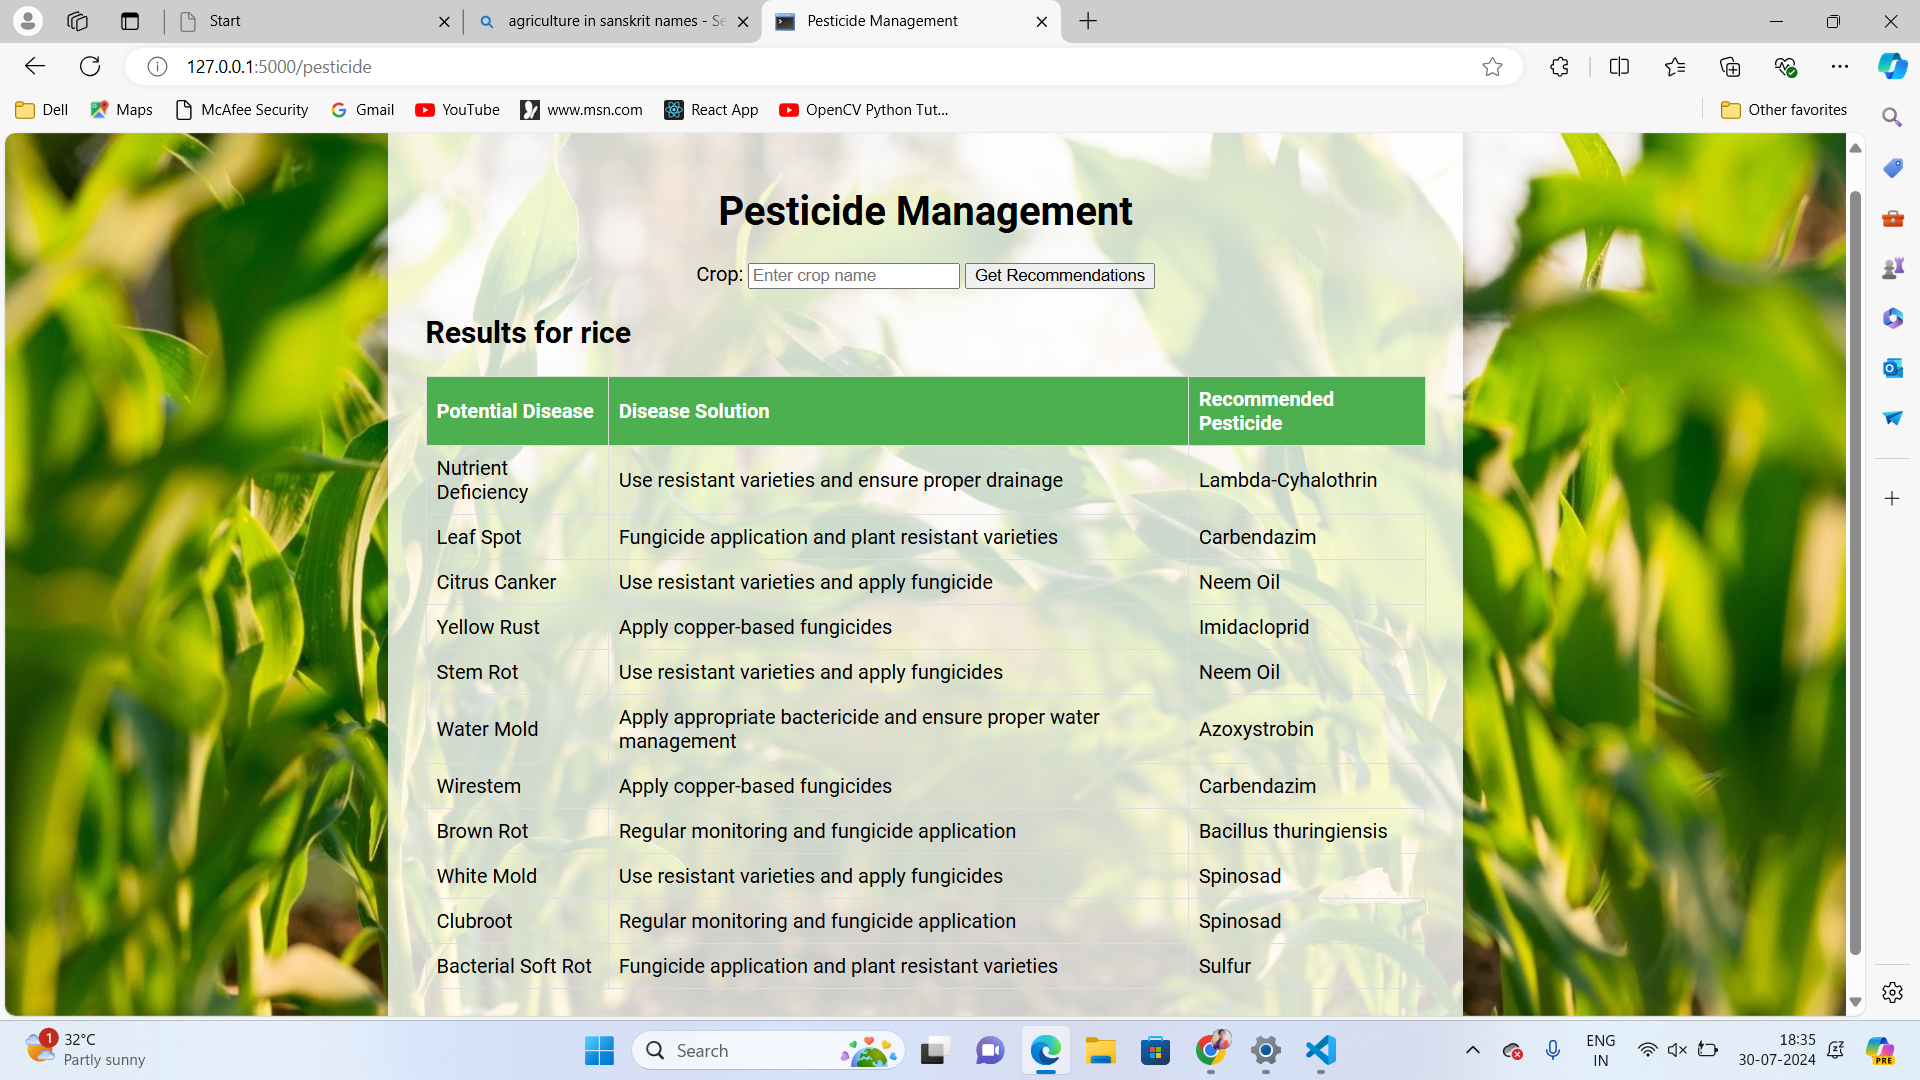 Start
agriculture in sanskrit names - Se
Pesticide Management
127.0.0.1:5000/pesticide
Dell
Maps
McAfee Security
Gmail
YouTube
www.msn.com
React App
OpenCV Python Tut...
Other favorites
Pesticide Management
Crop: Enter crop name Get Recommendations
Results for rice
Potential Disease Disease Solution Recommended
Pesticide
Nutrient
Deficiency Use resistant varieties and ensure proper drainage Lambda-Cyhalothrin
Leaf Spot Fungicide application and plant resistant varieties Carbendazim
Citrus Canker Use resistant varieties and apply fungicide Neem Oil
Yellow Rust Apply copper-based fungicides Imidacloprid
Stem Rot Use resistant varieties and apply fungicides Neem Oil
Water Mold Apply appropriate bactericide and ensure proper water
management Azoxystrobin
Wirestem Apply copper-based fungicides Carbendazim
Brown Rot Regular monitoring and fungicide application Bacillus thuringiensis
White Mold Use resistant varieties and apply fungicides Spinosad
Clubroot Regular monitoring and fungicide application Spinosad
Bacterial Soft Rot Fungicide application and plant resistant varieties Sulfur
1
32°C
Partly sunny
Search
ENG
IN
18:35
30-07-2024
PRE